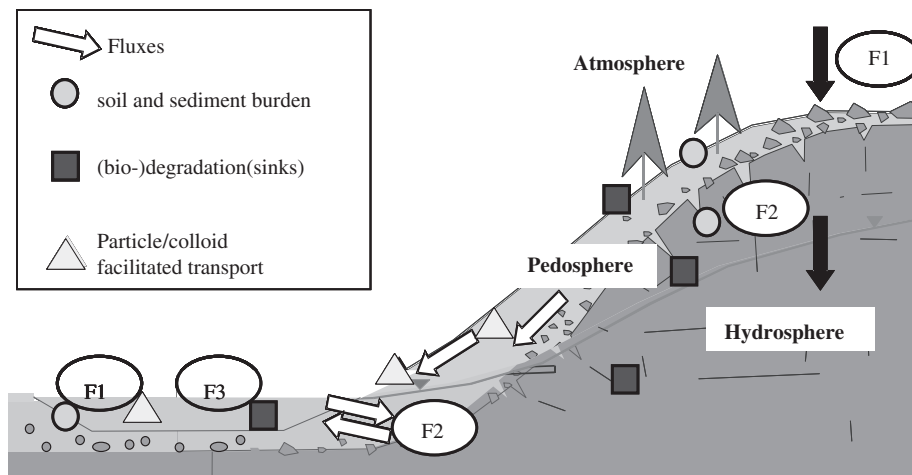 Fluxes
soil and sediment burden
(bio-)degradation(sinks)
Particle/colloid
facilitated transport
Atmosphere
F1
F2
Pedosphere
Hydrosphere
F1
F3
F2